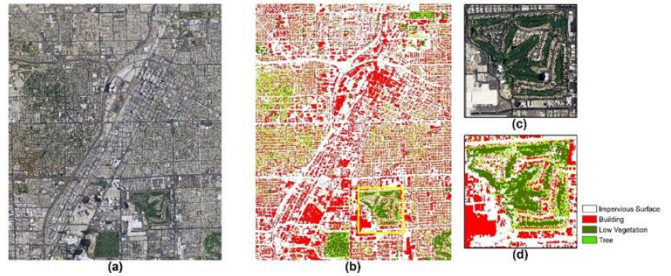 (a)
(b)
(c)
(d)
Impervious Surface
Building
Low Vegetation
Tree